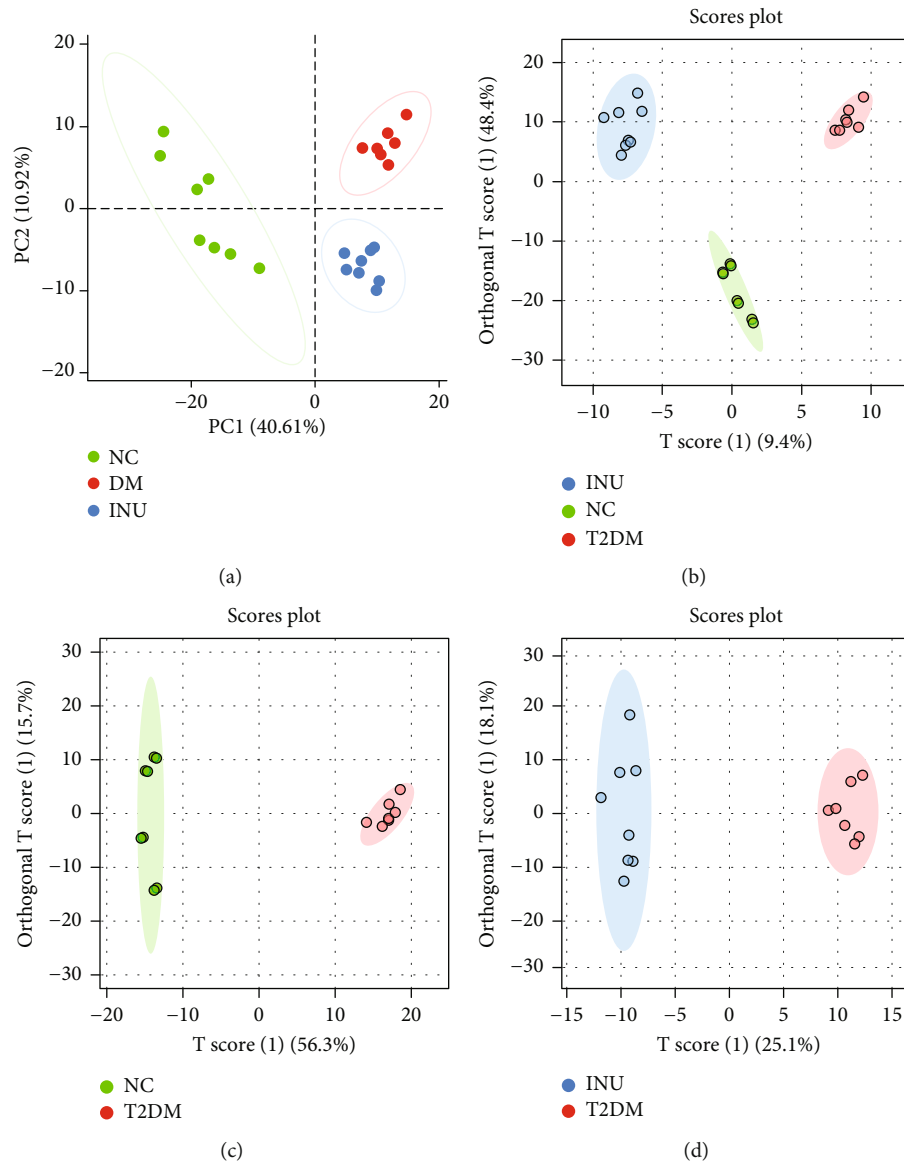 20
10
0
−10
−20
PC2 (10.92%)
−20
0
20
PC1 (40.61%)
NC
DM
INU
(a)
Scores plot
20
10
0
−10
−20
−30
Orthogonal T score (1) (48.4%)
−10
−5
0
5
10
T score (1) (9.4%)
INU
NC
T2DM
(b)
Scores plot
30
20
10
0
−10
−20
−30
Orthogonal T score (1) (15.7%)
−20
−10
0
10
20
T score (1) (56.3%)
NC
T2DM
(c)
Scores plot
30
20
10
0
−10
−20
−30
Orthogonal T score (1) (18.1%)
−15
−10
−5
0
5
10
15
T score (1) (25.1%)
INU
T2DM
(d)